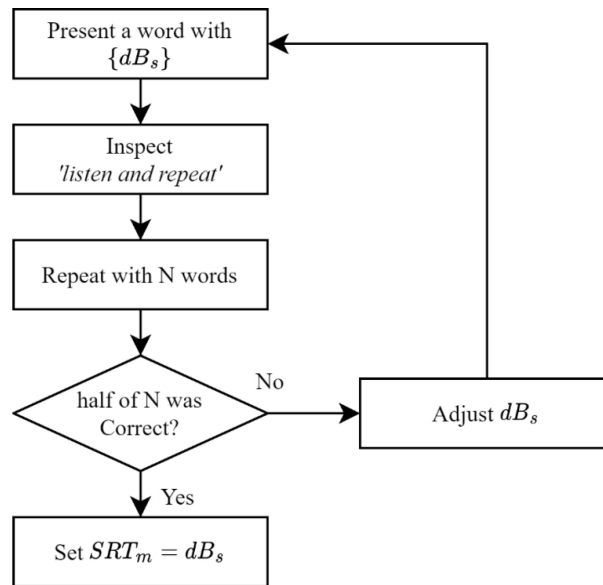 Present a word with
{dB_s}
Inspect
'listen and repeat'
Repeat with N words
half of N was
Correct?
No
Adjust dB_s
Yes
Set SRT_m = dB_s